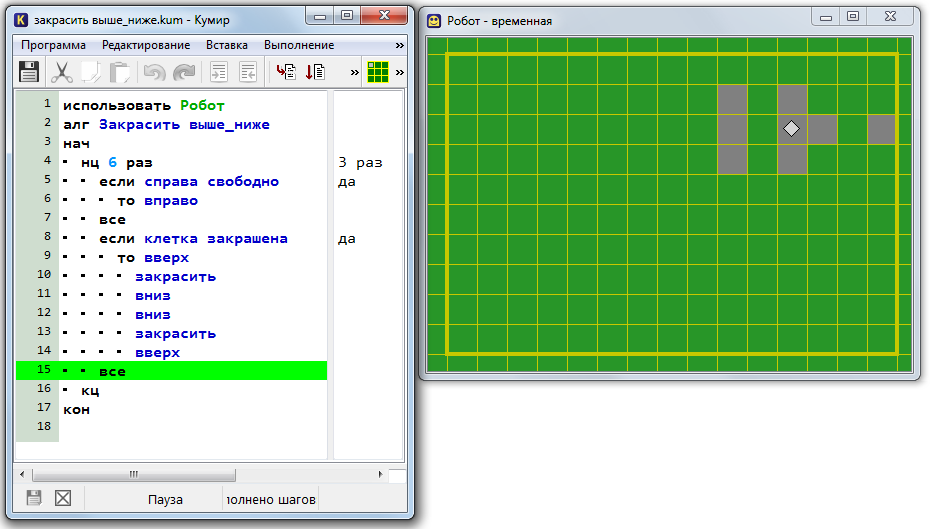 закрасить выше_ниже.kum - Кумир
Программа Редактирование Вставка Выполнение »
» »
1 использовать Робот
2 алг Закрасить выше_ниже
3 нач
4 нц 6 раз 3 раз
5 если справа свободно да
6 то вправо
7 все
8 если клетка закрашена да
9 то вверх
10 закрасить
11 вниз
12 вниз
13 закрасить
14 вверх
15 все
16 кц
17 кон
18
Пауза олнено шагов
Робот - временная